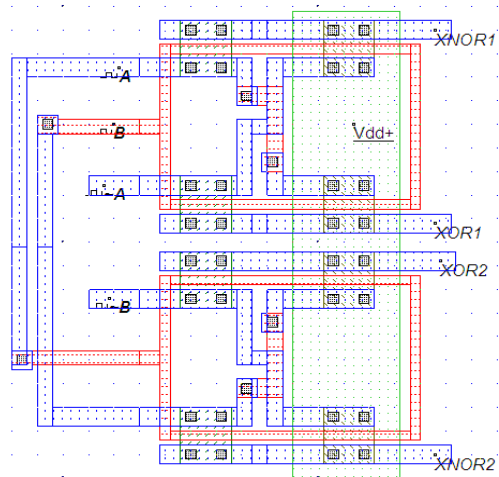 XNOR1
A
B
Vdd+
~A
XOR1
XOR2
~B
XNOR2